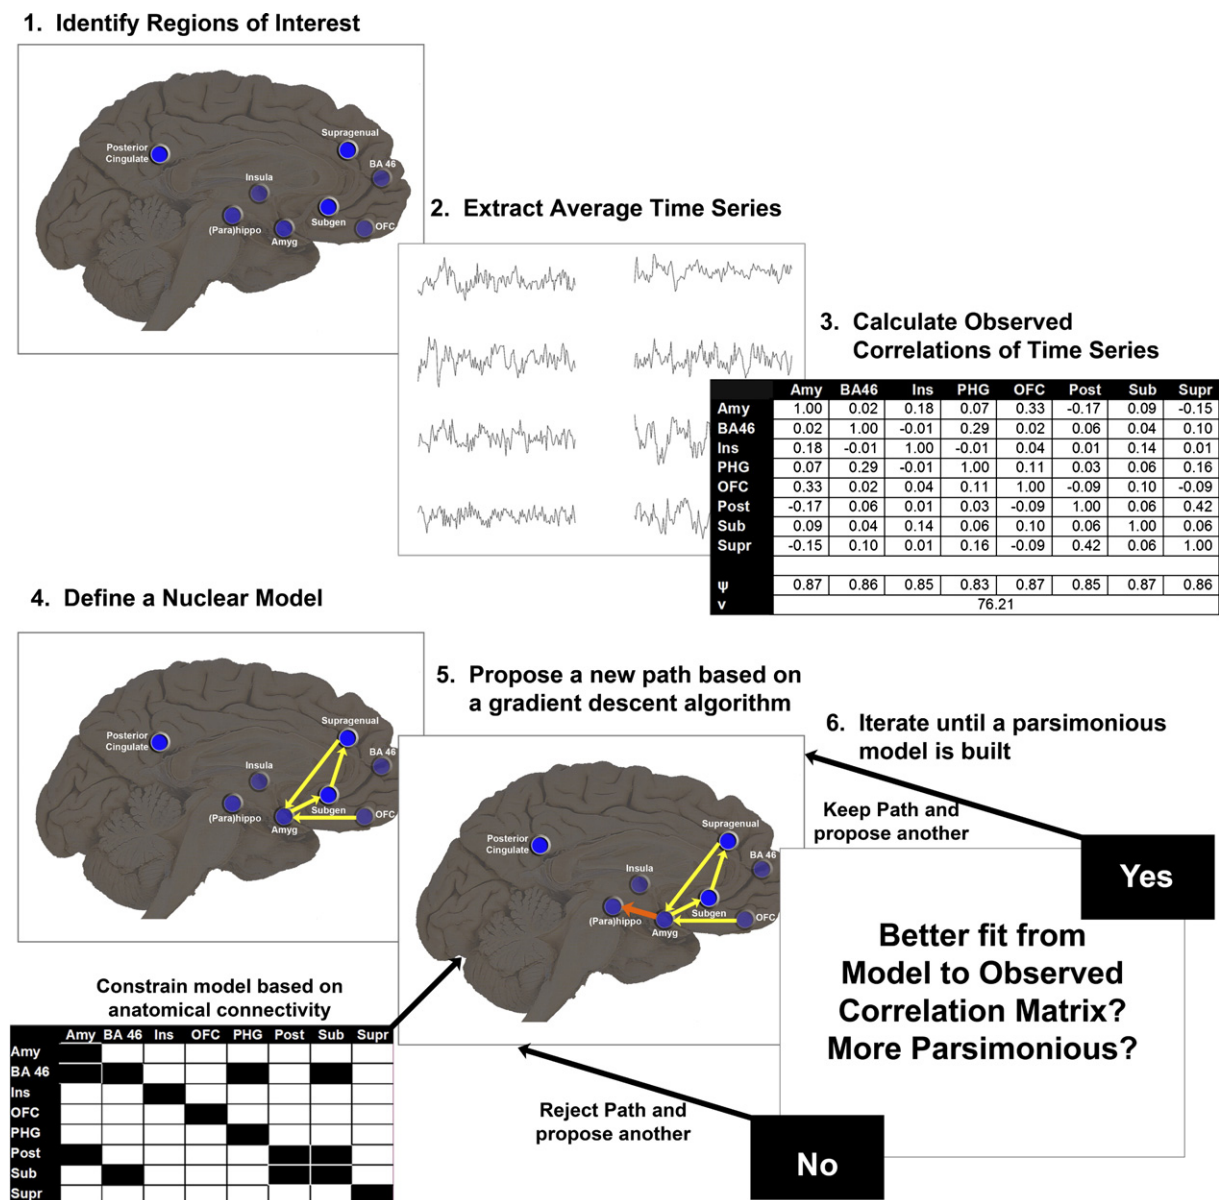 1. Identify Regions of Interest
Supragenual
Posterior
Cingulate
BA 46
Insula
(Para)hippo
Subgen
OFC
Amyg
2. Extract Average Time Series
3. Calculate Observed
Correlations of Time Series
Amy BA46 Ins PHG OFC Post Sub Supr
Amy 1.00 0.02 0.18 0.07 0.33 -0.17 0.09 -0.15
BA46 0.02 1.00 -0.01 0.29 0.02 0.06 0.04 0.10
Ins 0.18 -0.01 1.00 -0.01 0.04 0.01 0.14 0.01
PHG 0.07 0.29 -0.01 1.00 0.11 0.03 0.06 0.16
OFC 0.33 0.02 0.04 0.11 1.00 -0.09 0.10 -0.09
Post -0.17 0.06 0.01 0.03 -0.09 1.00 0.06 0.42
Sub 0.09 0.04 0.14 0.06 0.10 0.06 1.00 0.06
Supr -0.15 0.10 0.01 0.16 -0.09 0.42 0.06 1.00
ψ 0.87 0.86 0.85 0.83 0.87 0.85 0.87 0.86
v 76.21
4. Define a Nuclear Model
Supragenual
Posterior
Cingulate
BA 46
Insula
(Para)hippo
Subgen
OFC
Amyg
Constrain model based on
anatomical connectivity
Amy BA 46 Ins OFC PHG Post Sub Supr
Amy
BA 46
Ins
OFC
PHG
Post
Sub
Supr
5. Propose a new path based on
a gradient descent algorithm
Supragenual
Posterior
Cingulate
BA 46
Insula
(Para)hippo
Subgen
OFC
Amyg
6. Iterate until a parsimonious
model is built
Keep Path and
propose another
Yes
Better fit from
Model to Observed
Correlation Matrix?
More Parsimonious?
Reject Path and
propose another
No